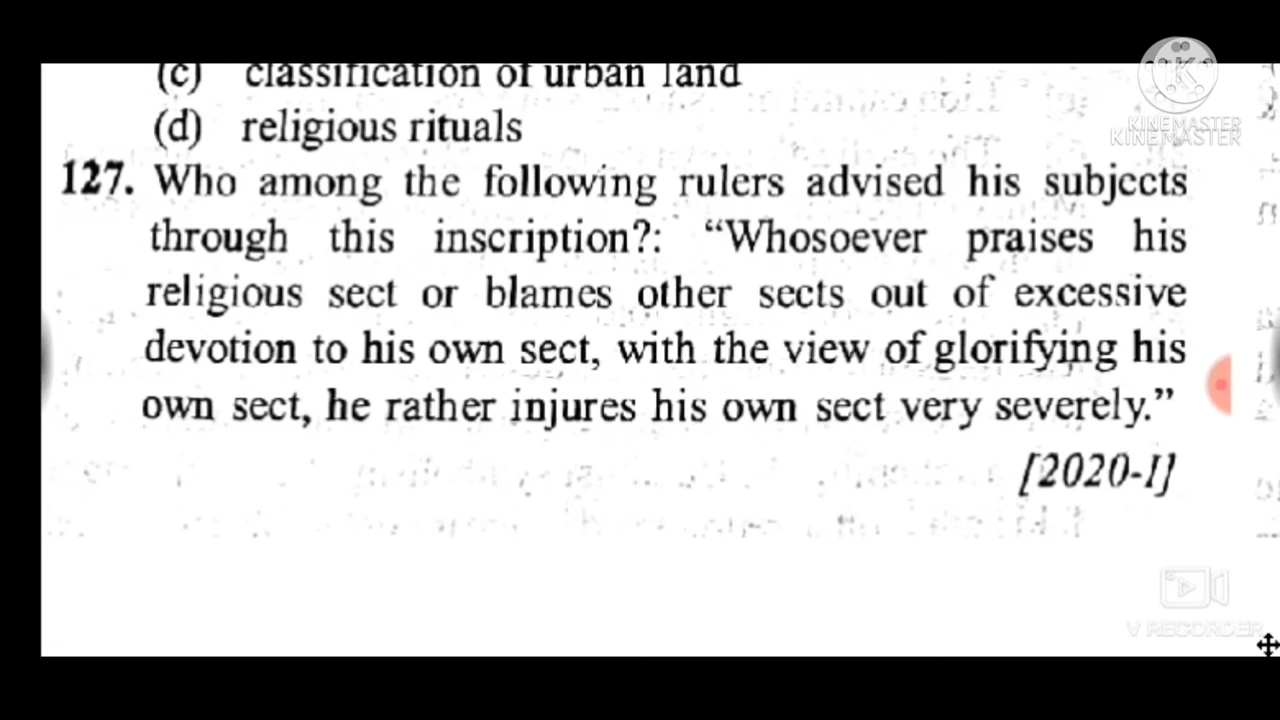 (c) classification of urban land
(d) religious rituals
127. Who among the following rulers advised his subjects
through this inscription?: “Whosoever praises his
religious sect or blames other sects out of excessive
devotion to his own sect, with the view of glorifying his
own sect, he rather injures his own sect very severely.”
[2020-I]
K
KINEMASTER
KINEMASTER
V RECORDER